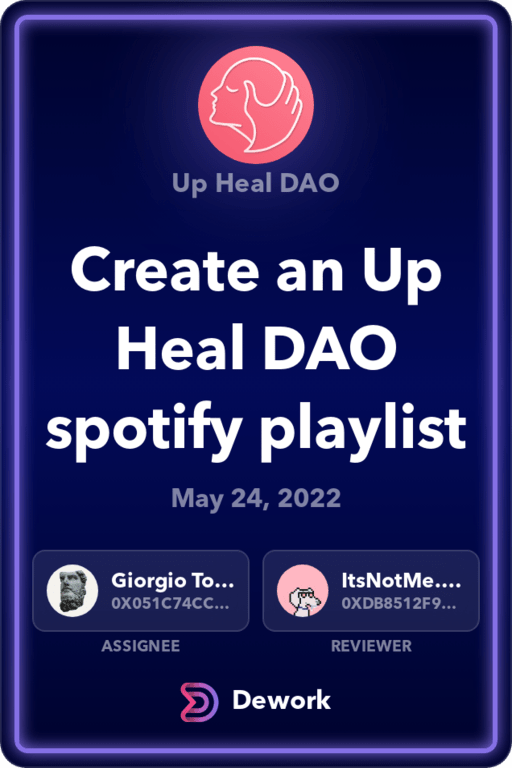 Up Heal DAO
Create an Up
Heal DAO
spotify playlist
May 24, 2022
Giorgio To...
0X051C74CC...
ItsNotMe....
0XDB8512F9...
ASSIGNEE
REVIEWER
Dework